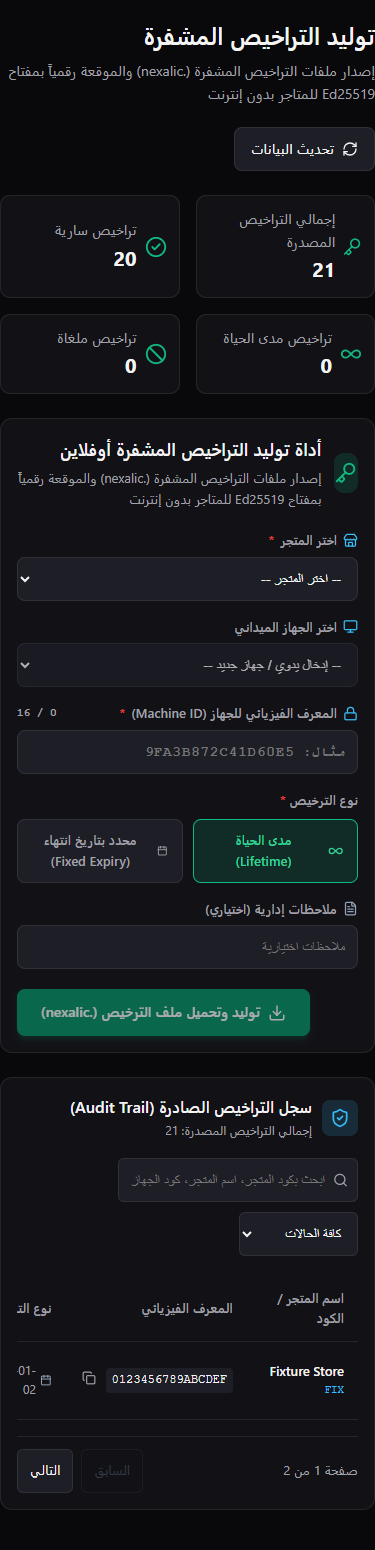 توليد التراخيص المشفرة
إصدار ملفات التراخيص المشفرة (.nexalic) والموقعة رقمياً بمفتاح
Ed25519 للمتاجر بدون إنترنت
تحديث البيانات
إجمالي التراخيص
المصدرة
21
تراخيص سارية
20
تراخيص مدى الحياة
0
تراخيص ملغاة
0
أداة توليد التراخيص المشفرة أوفلاين
إصدار ملفات التراخيص المشفرة (.nexalic) والموقعة رقمياً
بمفتاح Ed25519 للمتاجر بدون إنترنت
اختر المتجر *
-- اختر المتجر --
اختر الجهاز الميداني
-- إدخال يدوي / جهاز جديد --
المعرف الفيزيائي للجهاز (Machine ID) *
16 / 0
مثال: 9FA3B872C41D60E5
نوع الترخيص *
مدى الحياة
(Lifetime)
محدد بتاريخ انتهاء
(Fixed Expiry)
ملاحظات إدارية (اختياري)
ملاحظات اختيارية
توليد وتحميل ملف الترخيص (.nexalic)
سجل التراخيص الصادرة (Audit Trail)
إجمالي التراخيص المصدرة: 21
ابحث بكود المتجر، اسم المتجر، كود الجهاز
كافة الحالات
اسم المتجر /
الكود
المعرف الفيزيائي
نوع الت
Fixture Store
FIX
0123456789ABCDEF
01-
02
صفحة 1 من 2
السابق
التالي